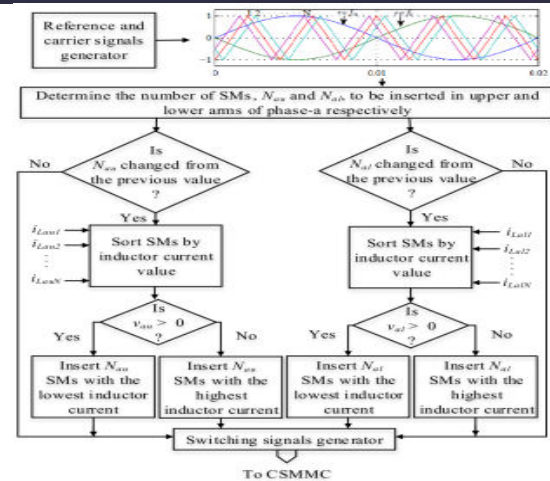 Reference and
carrier signals
generator
1
0
-1
1 2
N
0
0.01
0.02
Determine the number of SMs, Nau and Nal, to be inserted in upper and
lower arms of phase-a respectively
Is
Nau changed from
the previous value
?
No
Yes
Is
Nal changed from
the previous value
?
No
Yes
iLau1
iLau2
iLauN
Sort SMs by
inductor current
value
Sort SMs by
inductor current
value
iLal1
iLal2
iLalN
Is
vau > 0
?
Yes
No
Is
val > 0
?
Yes
No
Insert Nau
SMs with the
lowest inductor
current
Insert Nau
SMs with the
highest
inductor current
Insert Nal
SMs with the
lowest inductor
current
Insert Nal
SMs with the
highest
inductor current
Switching signals generator
To CSMMC